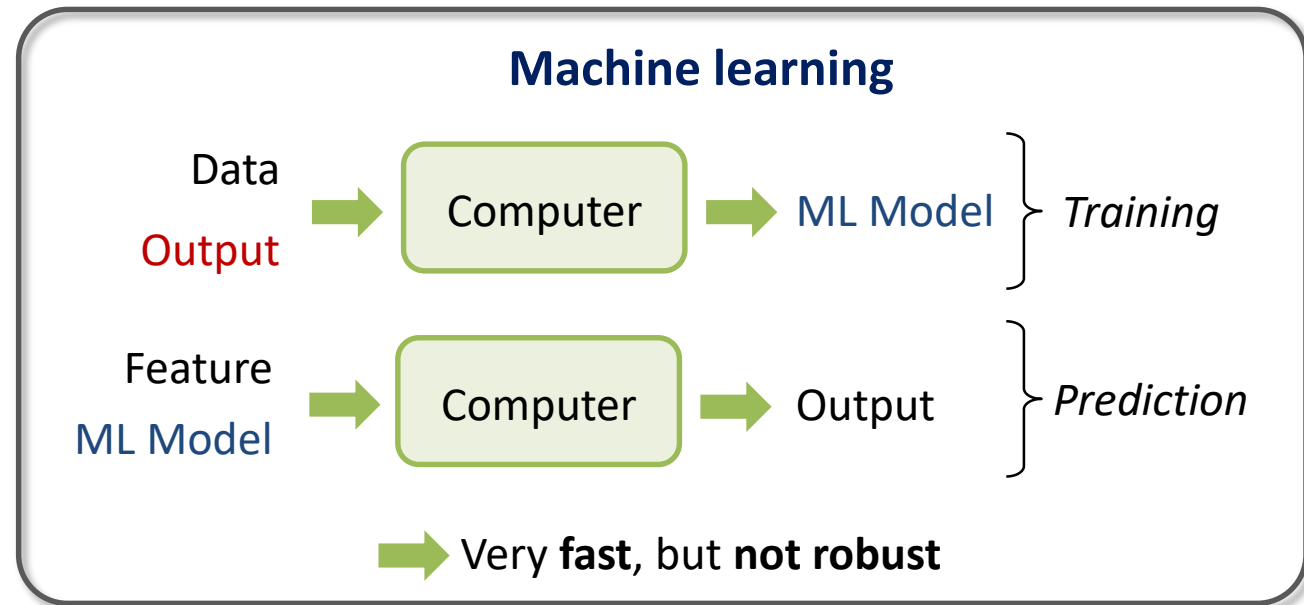 Machine learning
Data
Output
Computer
ML Model
Training
Feature
ML Model
Computer
Output
Prediction
Very fast, but not robust